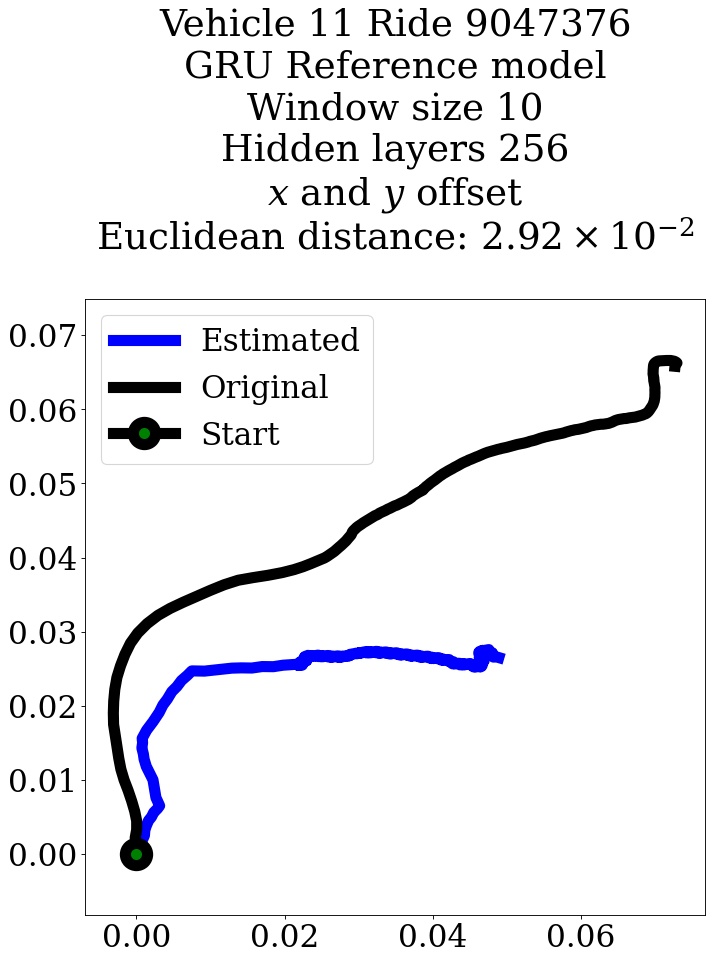 Vehicle 11 Ride 9047376
GRU Reference model
Window size 10
Hidden layers 256
x and y offset
Euclidean distance: 2.92 × 10⁻²
Estimated
Original
Start
0.07
0.06
0.05
0.04
0.03
0.02
0.01
0.00
0.00 0.02 0.04 0.06